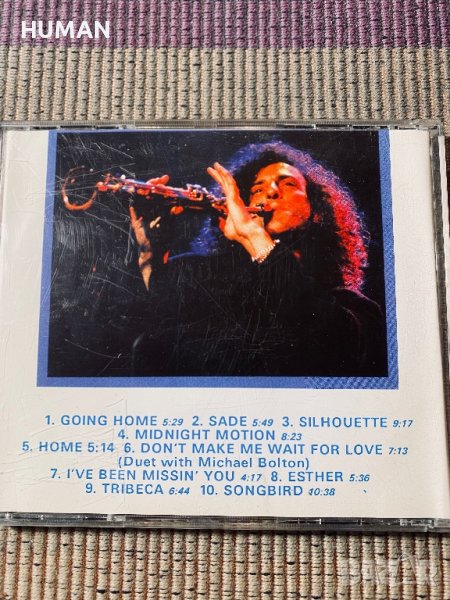 HUMAN
1. GOING HOME 5:29 2. SADE 5:49 3. SILHOUETTE 9:17
4. MIDNIGHT MOTION 8:23
5. HOME 5:14 6. DON'T MAKE ME WAIT FOR LOVE 7:13
(Duet with Michael Bolton)
7. I'VE BEEN MISSIN' YOU 4:17 8. ESTHER 5:36
9. TRIBECA 6:44 10. SONGBIRD 10:38